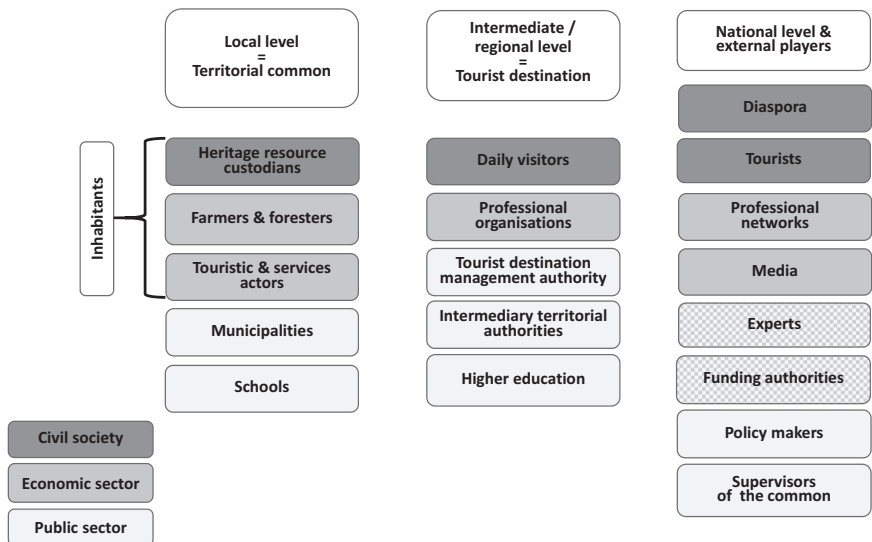 Local level
=
Territorial common
Intermediate /
regional level
=
Tourist destination
National level &
external players
Inhabitants
Heritage resource
custodians
Farmers & foresters
Touristic & services
actors
Municipalities
Schools
Daily visitors
Professional
organisations
Tourist destination
management authority
Intermediary territorial
authorities
Higher education
Diaspora
Tourists
Professional
networks
Media
Experts
Funding authorities
Policy makers
Supervisors
of the common
Civil society
Economic sector
Public sector